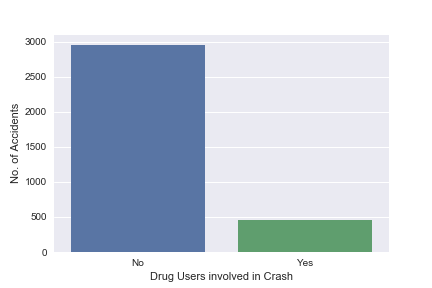 3000
2500
2000
1500
1000
500
0
No. of Accidents
No Yes
Drug Users involved in Crash